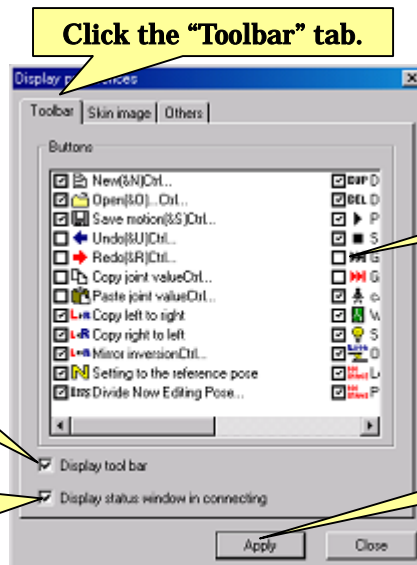 Click the “Toolbar” tab.
Display
Toolbar Skin image Others
Buttons
New(&N)Ctrl...
Open(&O)...Ctrl...
Save motion(&S)Ctrl...
Undo(&U)Ctrl...
Redo(&R)Ctrl...
Copy joint valueCtrl...
Paste joint valueCtrl...
L→R Copy left to right
L←R Copy right to left
L↔R Mirror inversionCtrl...
Setting to the reference pose
Divide Now Editing Pose...
DUP D
DEL D
P
S
G
G
S
O
L
P
Display tool bar
Display status window in connecting
Apply Close